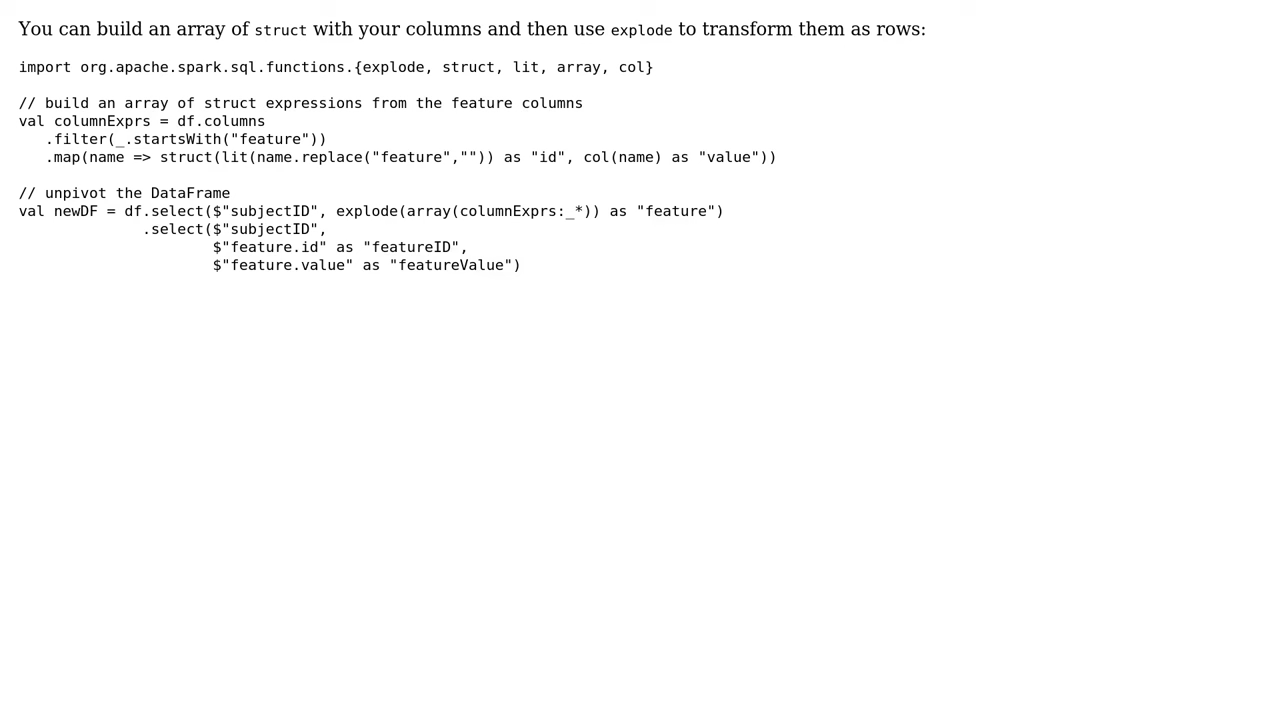 You can build an array of struct with your columns and then use explode to transform them as rows:
import org.apache.spark.sql.functions.{explode, struct, lit, array, col}
// build an array of struct expressions from the feature columns
val columnExprs = df.columns
   .filter(_.startsWith("feature"))
   .map(name => struct(lit(name.replace("feature","")) as "id", col(name) as "value"))
// unpivot the DataFrame
val newDF = df.select($"subjectID", explode(array(columnExprs:_*)) as "feature")
              .select($"subjectID",
                      $"feature.id" as "featureID",
                      $"feature.value" as "featureValue")